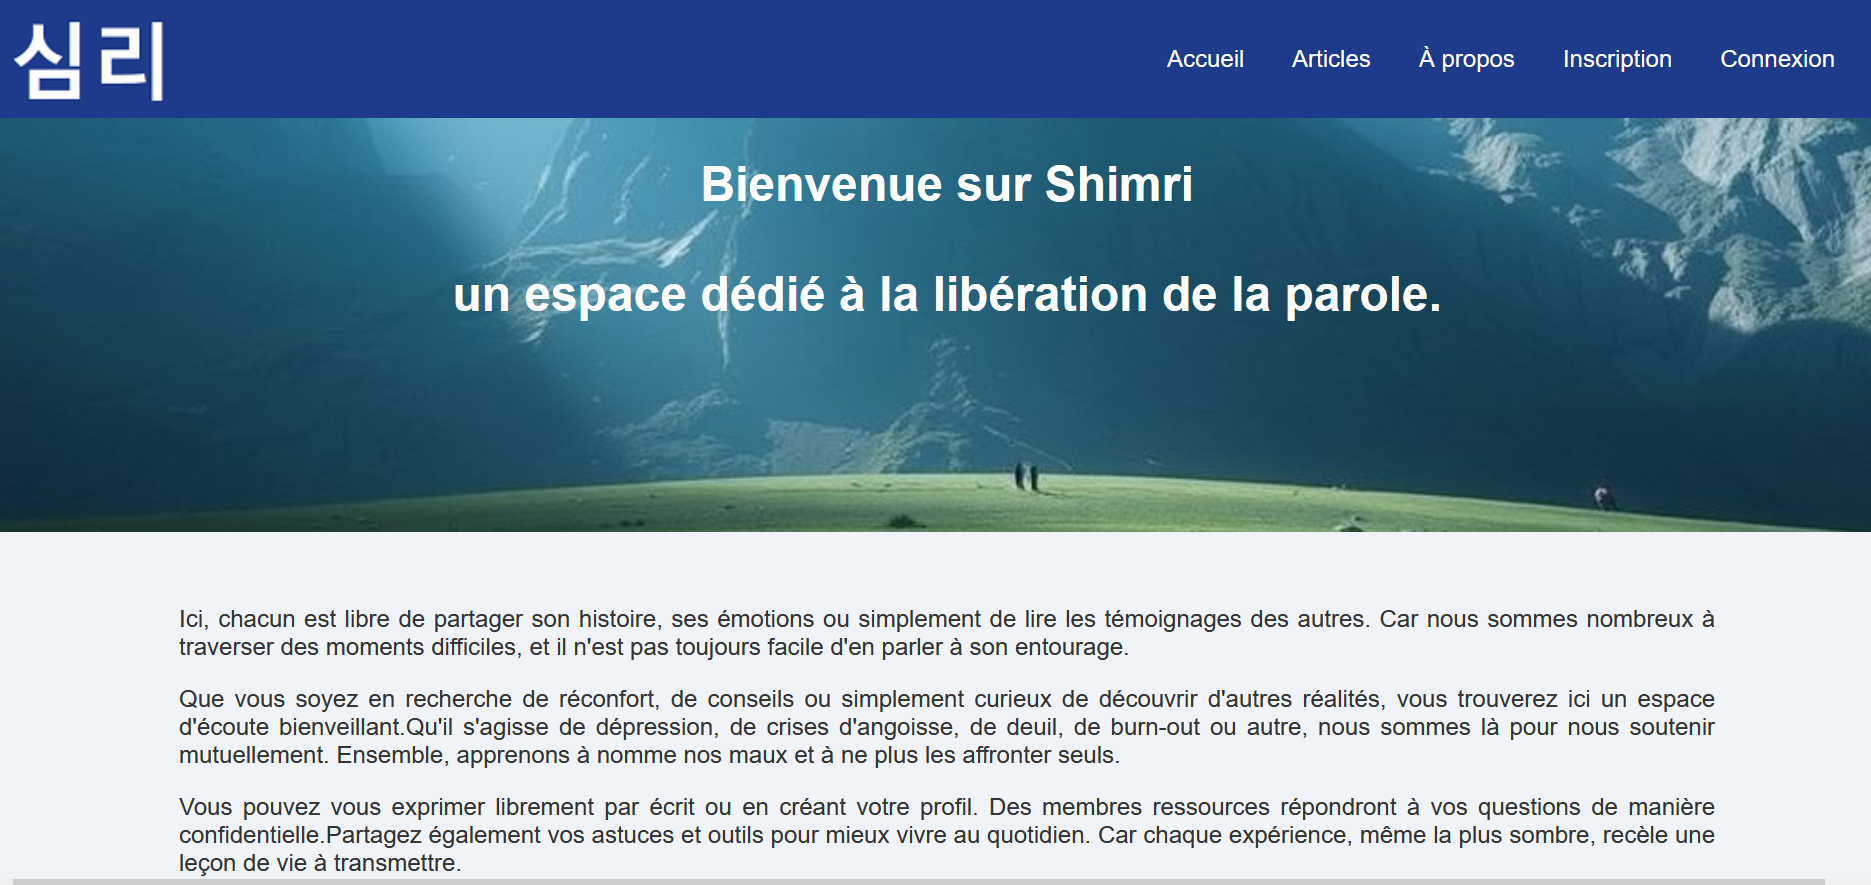 심리
Accueil Articles À propos Inscription Connexion
Bienvenue sur Shimri
un espace dédié à la libération de la parole.
Ici, chacun est libre de partager son histoire, ses émotions ou simplement de lire les témoignages des autres. Car nous sommes nombreux à
traverser des moments difficiles, et il n'est pas toujours facile d'en parler à son entourage.
Que vous soyez en recherche de réconfort, de conseils ou simplement curieux de découvrir d'autres réalités, vous trouverez ici un espace
d'écoute bienveillant.Qu'il s'agisse de dépression, de crises d'angoisse, de deuil, de burn-out ou autre, nous sommes là pour nous soutenir
mutuellement. Ensemble, apprenons à nomme nos maux et à ne plus les affronter seuls.
Vous pouvez vous exprimer librement par écrit ou en créant votre profil. Des membres ressources répondront à vos questions de manière
confidentielle.Partagez également vos astuces et outils pour mieux vivre au quotidien. Car chaque expérience, même la plus sombre, recèle une
leçon de vie à transmettre.